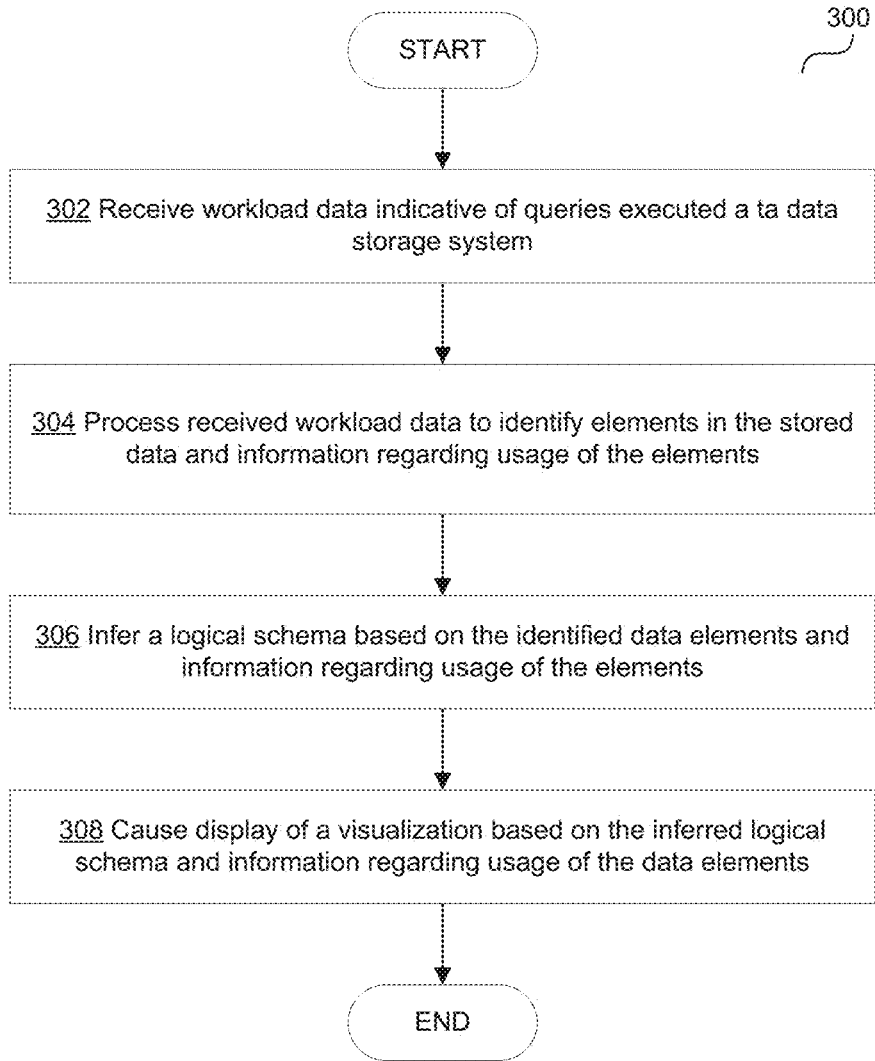 300
START
302 Receive workload data indicative of queries executed a ta data
storage system
304 Process received workload data to identify elements in the stored
data and information regarding usage of the elements
306 Infer a logical schema based on the identified data elements and
information regarding usage of the elements
308 Cause display of a visualization based on the inferred logical
schema and information regarding usage of the data elements
END